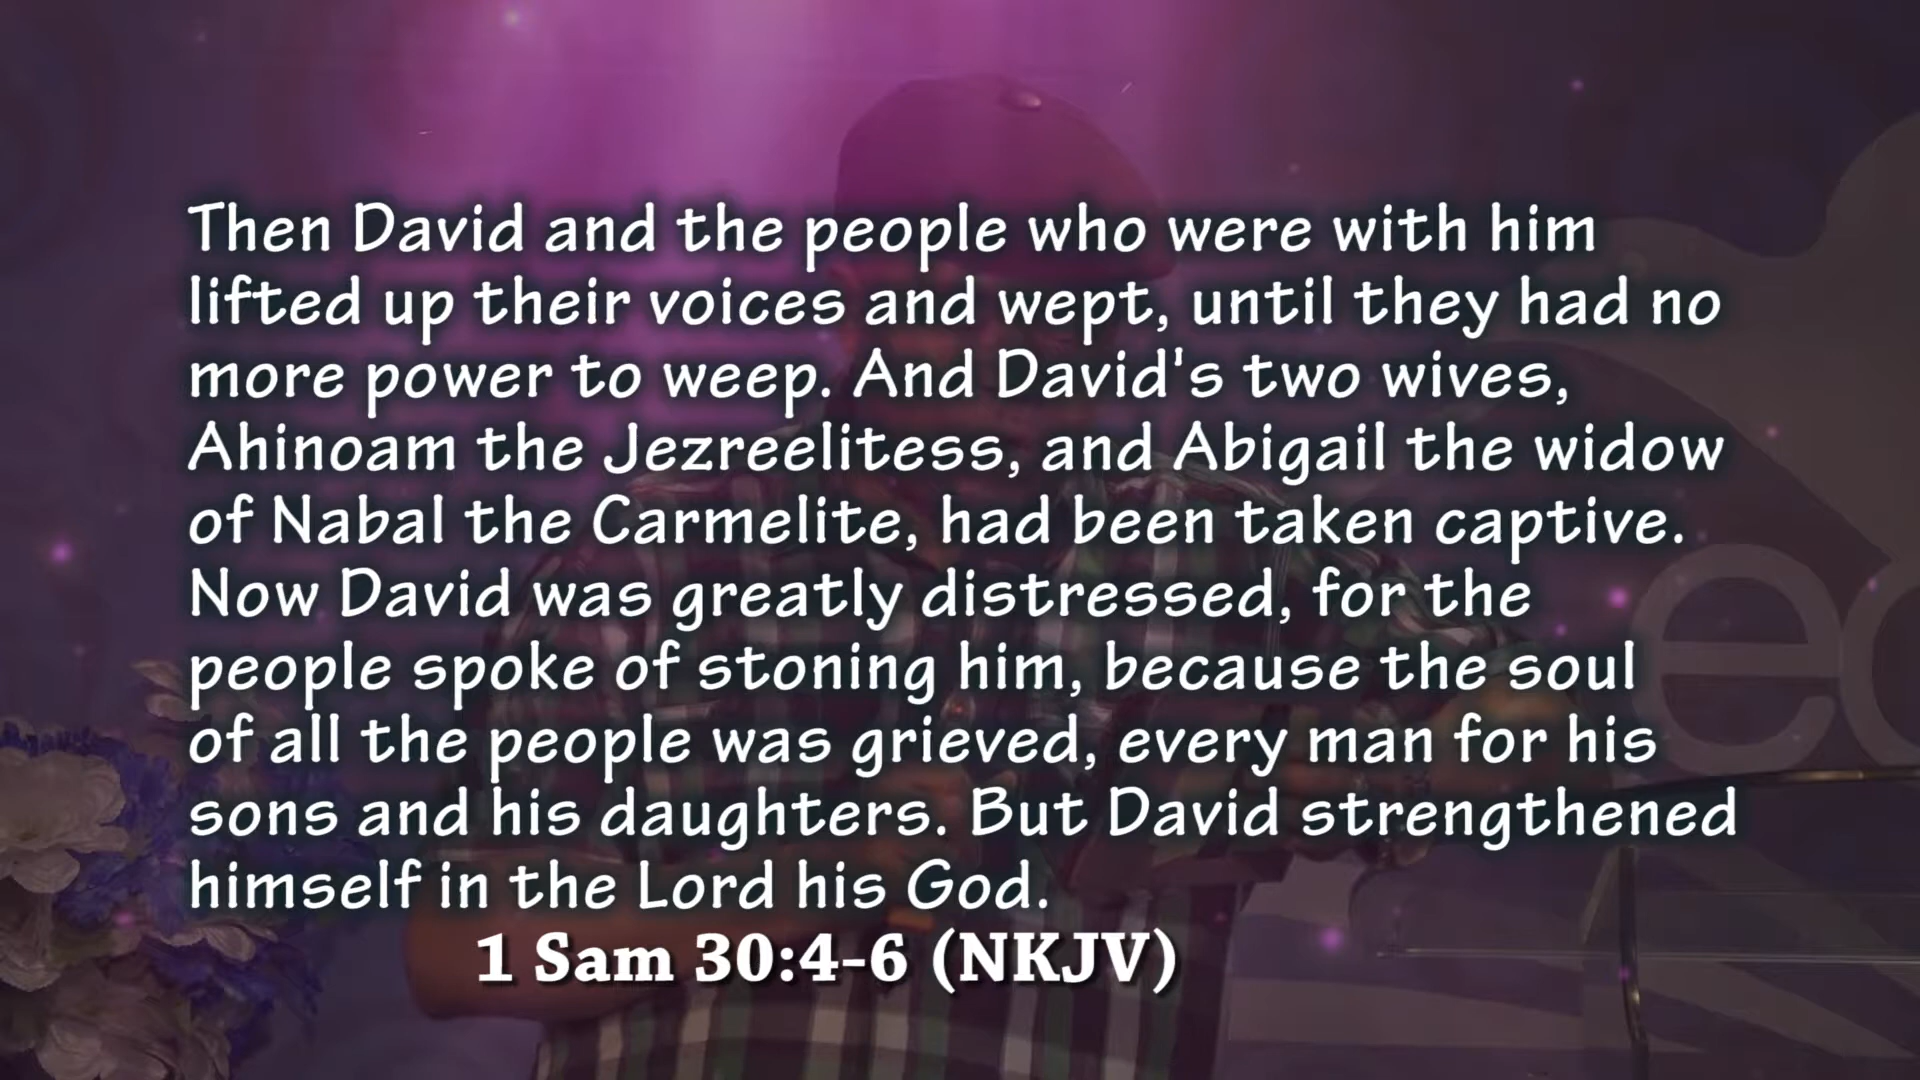 Then David and the people who were with him
lifted up their voices and wept, until they had no
more power to weep. And David's two wives,
Ahinoam the Jezreelitess, and Abigail the widow
of Nabal the Carmelite, had been taken captive.
Now David was greatly distressed, for the
people spoke of stoning him, because the soul
of all the people was grieved, every man for his
sons and his daughters. But David strengthened
himself in the Lord his God.
1 Sam 30:4-6 (NKJV)